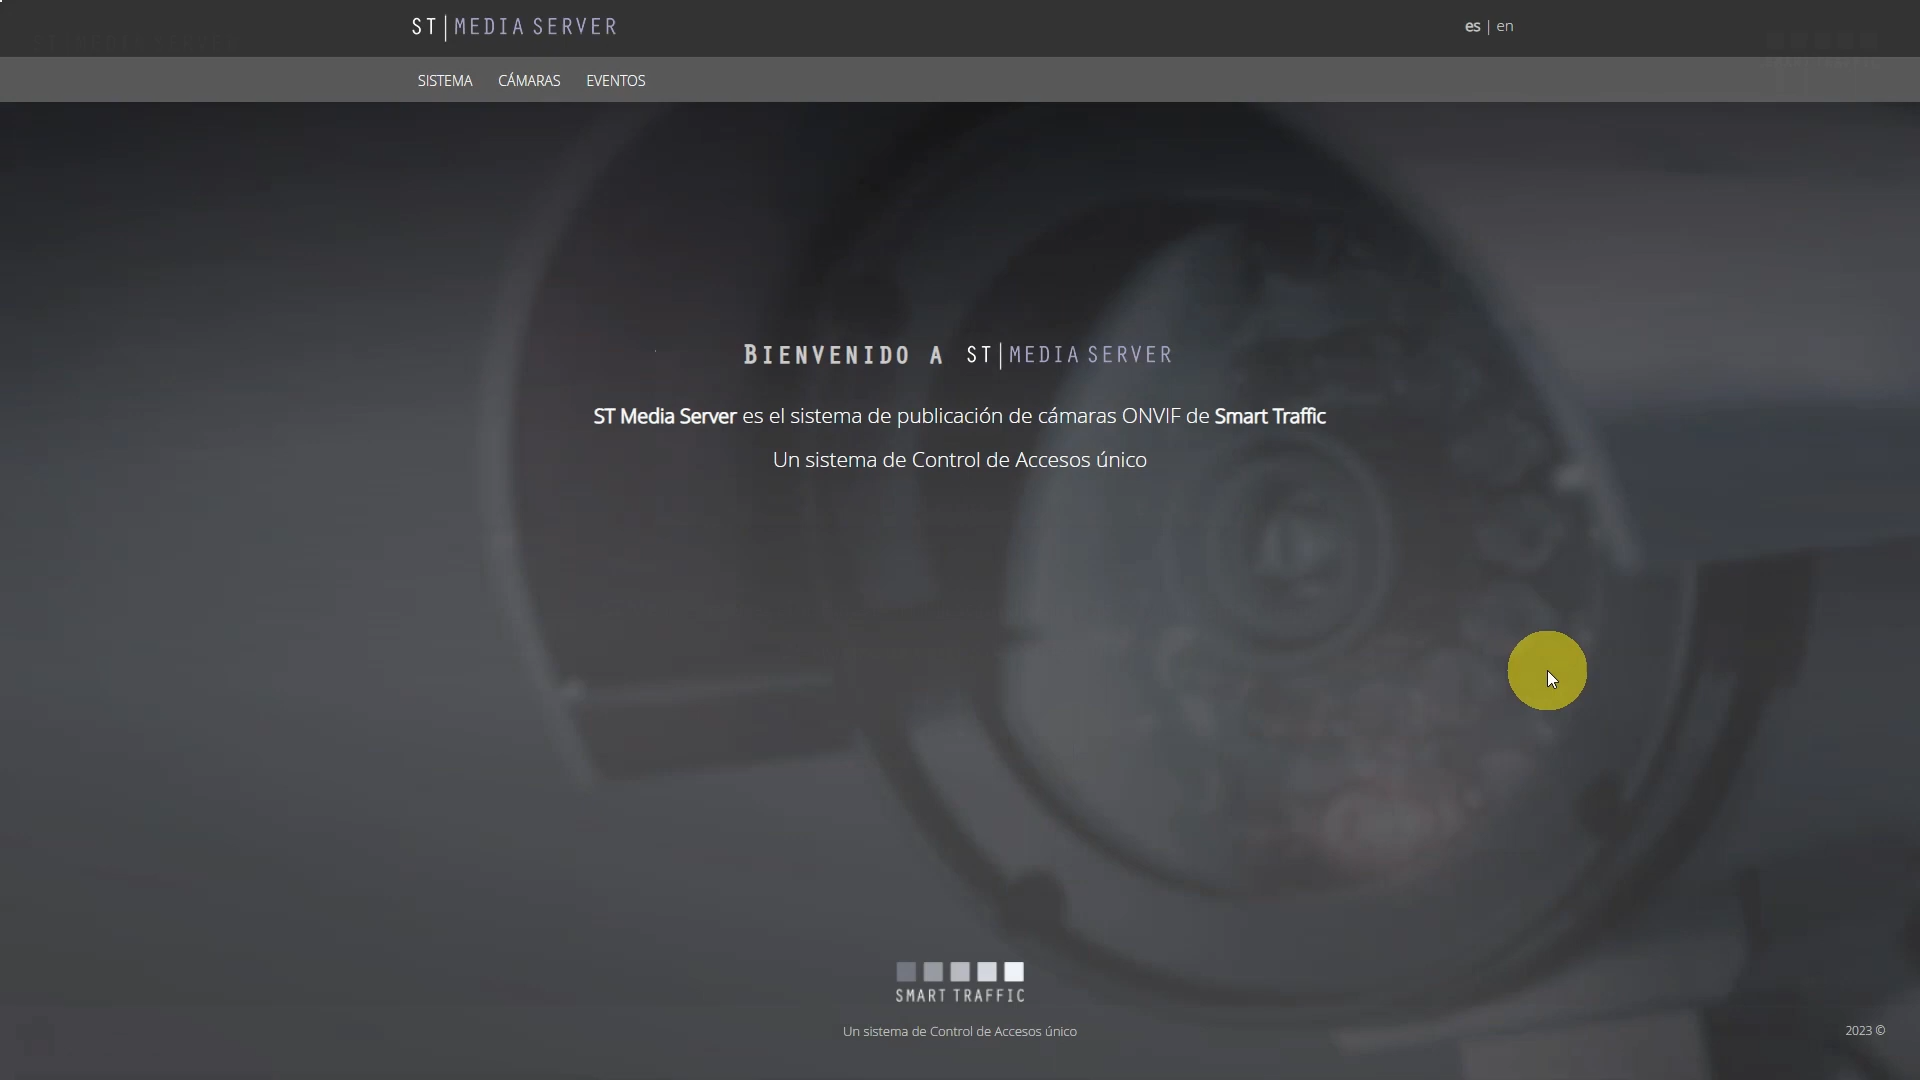 ST|MEDIA SERVER
es | en
SISTEMA CÁMARAS EVENTOS
BIENVENIDO A ST|MEDIA SERVER
ST Media Server es el sistema de publicación de cámaras ONVIF de Smart Traffic
Un sistema de Control de Accesos único
SMART TRAFFIC
Un sistema de Control de Accesos único
2023 ©